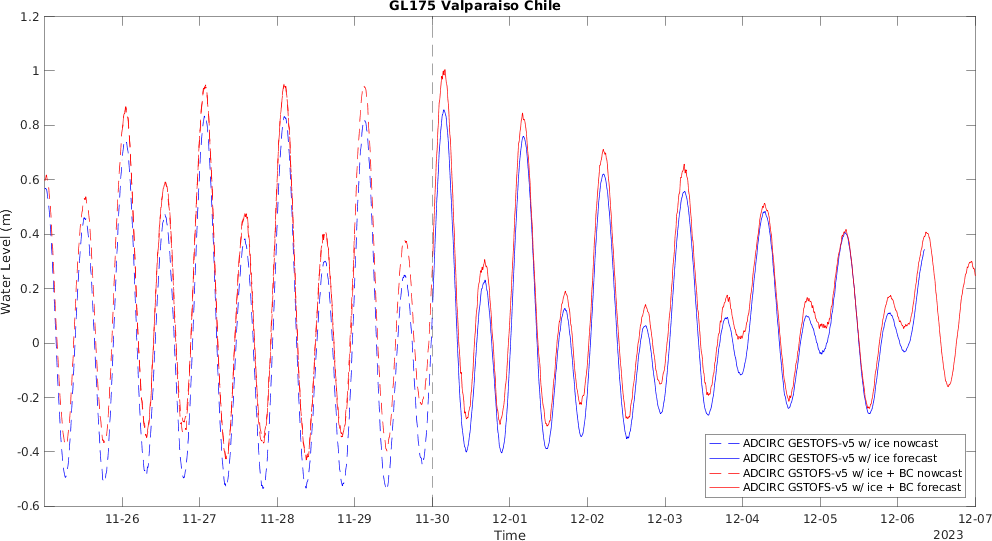 GL175 Valparaiso Chile
1.2
1
0.8
0.6
0.4
0.2
0
-0.2
-0.4
-0.6
Water Level (m)
11-26 11-27 11-28 11-29 11-30 12-01 12-02 12-03 12-04 12-05 12-06 12-07
Time
2023
ADCIRC GESTOFS-v5 w/ ice nowcast
ADCIRC GESTOFS-v5 w/ ice forecast
ADCIRC GSTOFS-v5 w/ ice + BC nowcast
ADCIRC GSTOFS-v5 w/ ice + BC forecast